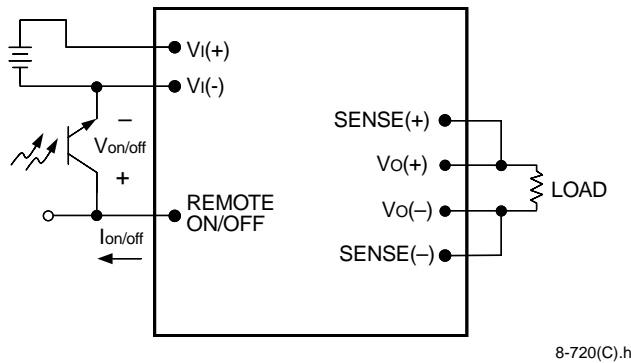 VI(+)
VI(-)
SENSE(+)
–
Von/off
+
VO(+)
VO(–)
LOAD
REMOTE
ON/OFF
Ion/off
SENSE(–)
8-720(C).h